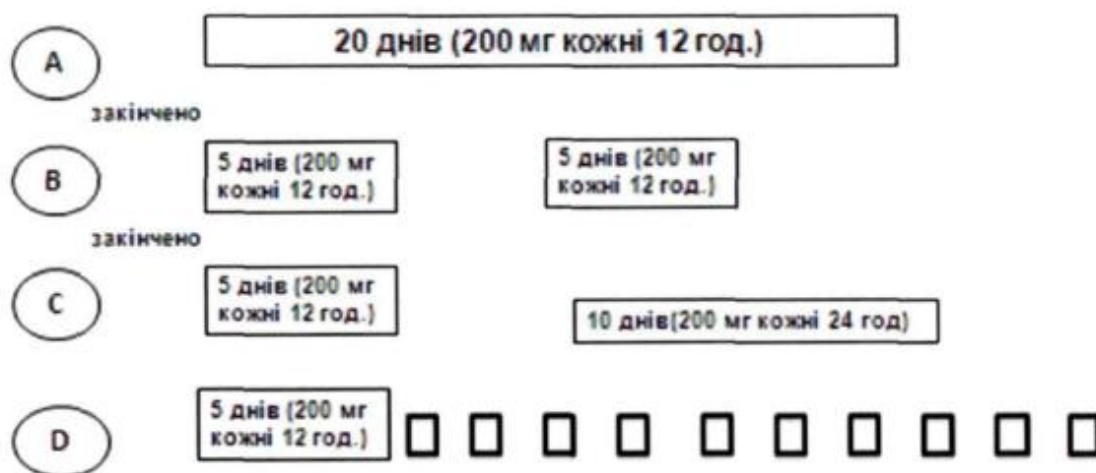 A
20 днів (200 мг кожні 12 год.)
закінчено
B
5 днів (200 мг
кожні 12 год.)
5 днів (200 мг
кожні 12 год.)
закінчено
C
5 днів (200 мг
кожні 12 год.)
10 днів(200 мг кожні 24 год)
D
5 днів (200 мг
кожні 12 год.)